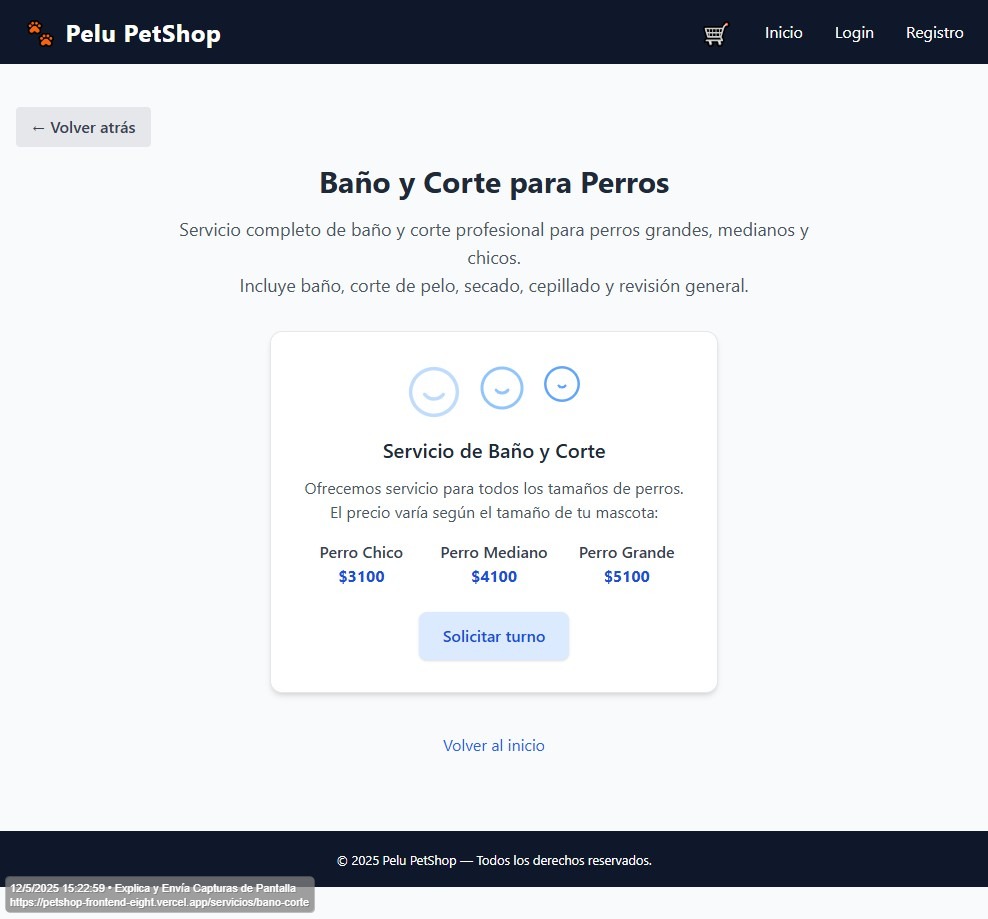 Pelu PetShop
Inicio
Login
Registro
← Volver atrás
Baño y Corte para Perros
Servicio completo de baño y corte profesional para perros grandes, medianos y
chicos.
Incluye baño, corte de pelo, secado, cepillado y revisión general.
Servicio de Baño y Corte
Ofrecemos servicio para todos los tamaños de perros.
El precio varía según el tamaño de tu mascota:
Perro Chico
$3100
Perro Mediano
$4100
Perro Grande
$5100
Solicitar turno
Volver al inicio
© 2025 Pelu PetShop — Todos los derechos reservados.
12/5/2025 15:22:59 • Explica y Envía Capturas de Pantalla
https://petshop-frontend-eight.vercel.app/servicios/bano-corte